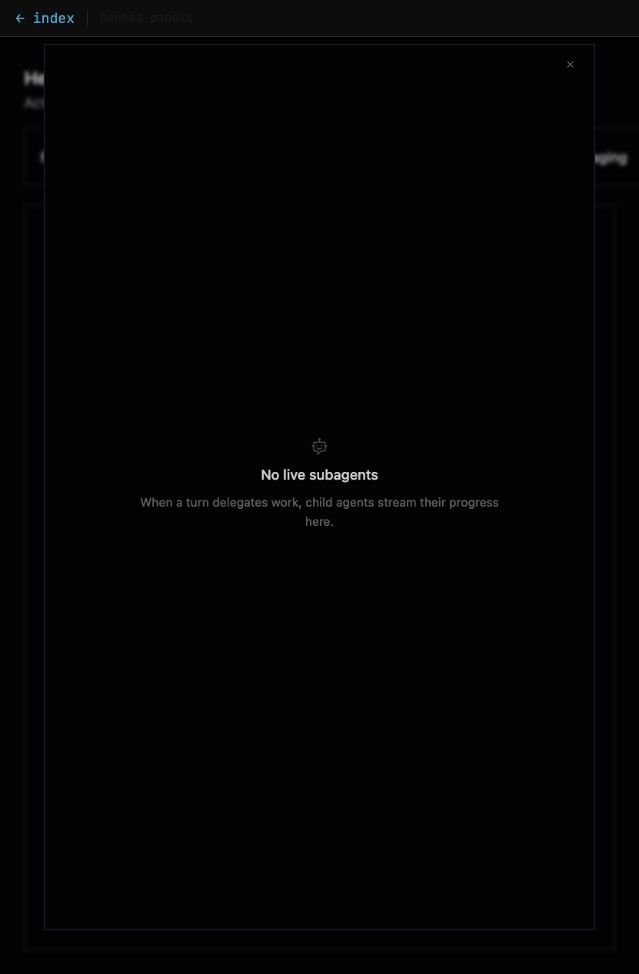 ← index
hermes-panels
×
No live subagents
When a turn delegates work, child agents stream their progress
here.